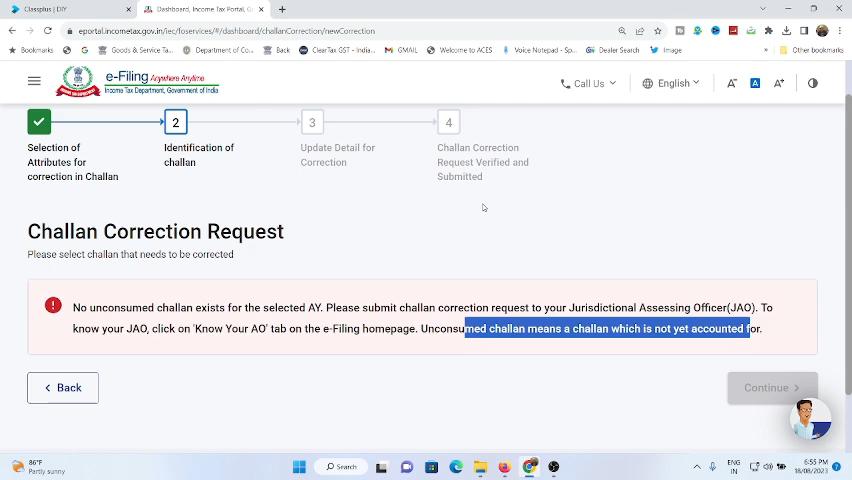 Classplus | DIY
Dashboard, Income Tax Portal, G
eportal.incometax.gov.in/iec/foservices/#/dashboard/challanCorrection/newCorrection
Bookmarks
Goods & Service Ta...
Department of Co...
Back
ClearTax GST - India...
GMAIL
Welcome to ACES
Voice Notepad - Sp...
Dealer Search
Image
»
Other bookmarks
e-Filing Anywhere Anytime
Income Tax Department, Government of India
Call Us
English
A-
A
A+
2
3
4
Selection of
Attributes for
correction in Challan
Identification of
challan
Update Detail for
Correction
Challan Correction
Request Verified and
Submitted
Challan Correction Request
Please select challan that needs to be corrected
No unconsumed challan exists for the selected AY. Please submit challan correction request to your Jurisdictional Assessing Officer(JAO). To
know your JAO, click on 'Know Your AO' tab on the e-Filing homepage. Unconsumed challan means a challan which is not yet accounted for.
< Back
Continue >
86°F
Partly sunny
Search
ENG
IN
6:55 PM
18/08/2023